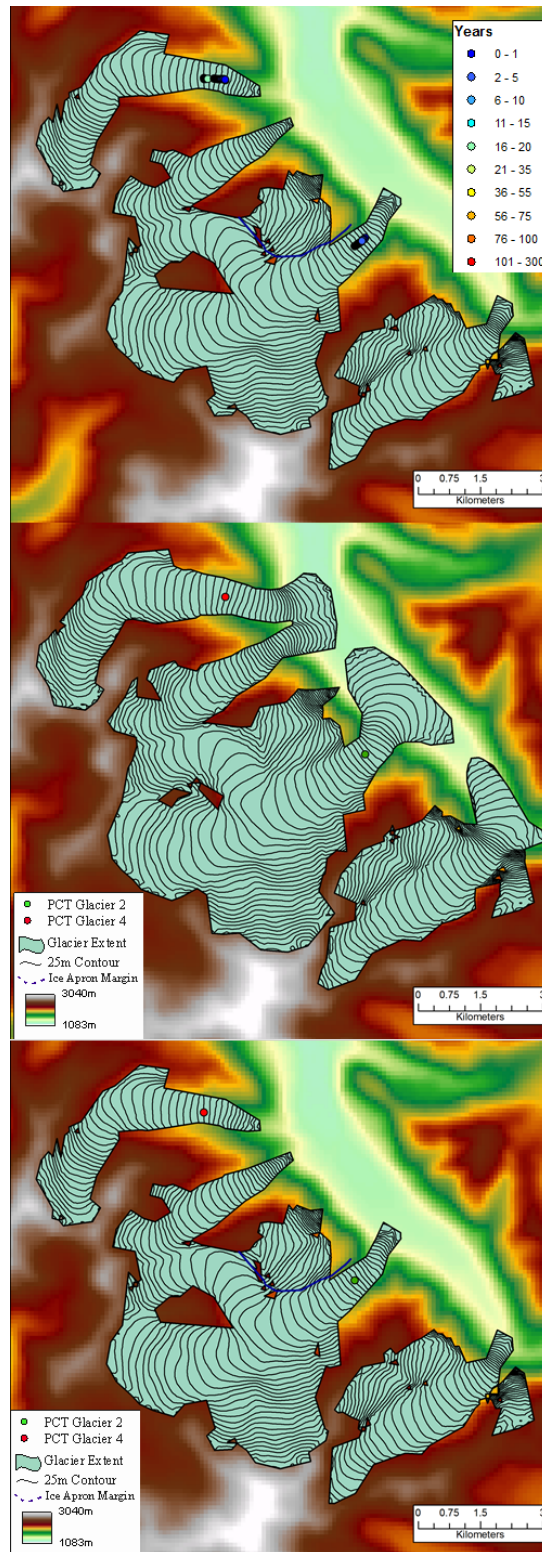 Years
0 - 1
2 - 5
6 - 10
11 - 15
16 - 20
21 - 35
36 - 55
56 - 75
76 - 100
101 - 300
0 0.75 1.5 3
Kilometers
PCT Glacier 2
PCT Glacier 4
Glacier Extent
25m Contour
Ice Apron Margin
3040m
1083m
0 0.75 1.5 3
Kilometers
PCT Glacier 2
PCT Glacier 4
Glacier Extent
25m Contour
Ice Apron Margin
3040m
1083m
0 0.75 1.5 3
Kilometers